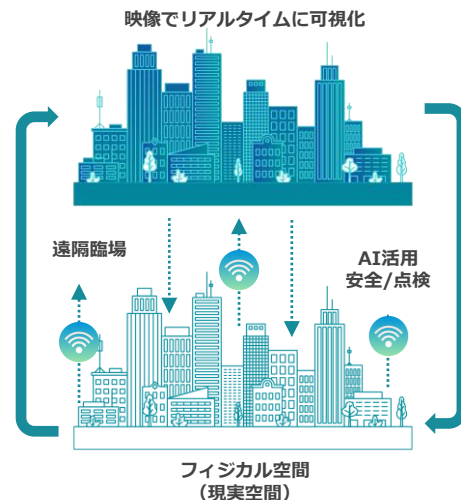 映像でリアルタイムに可視化
遠隔臨場
AI活用
安全/点検
フィジカル空間
（現実空間）